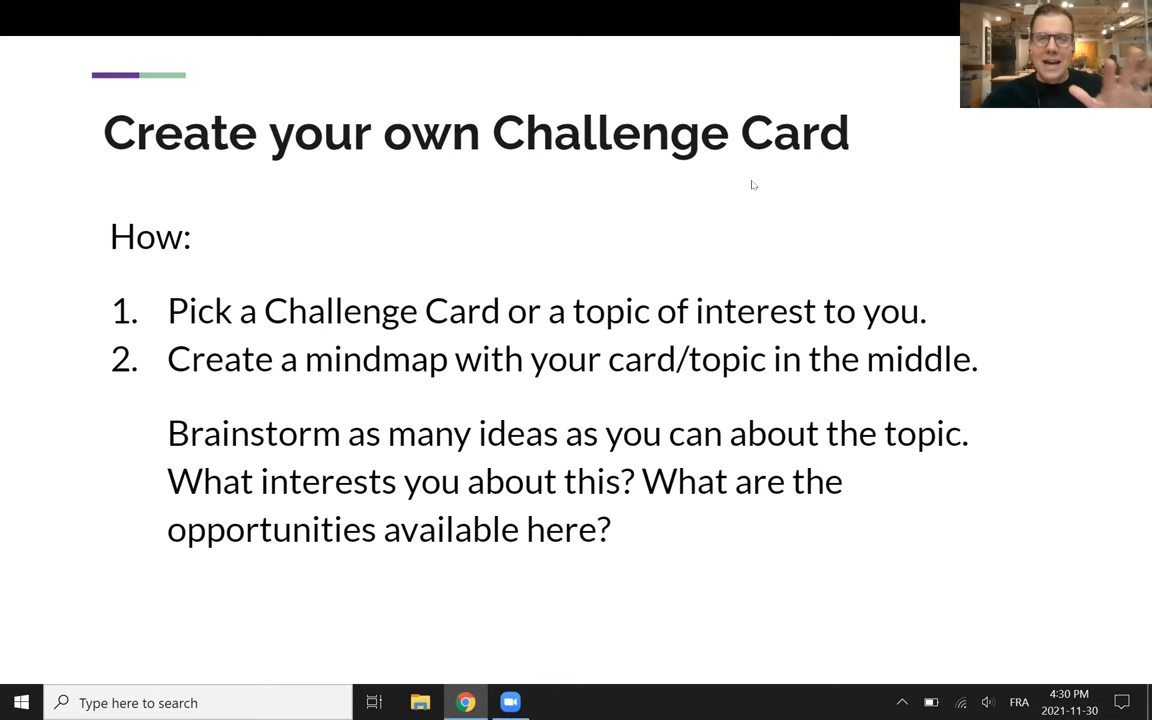 Create your own Challenge Card
How:
1. Pick a Challenge Card or a topic of interest to you.
2. Create a mindmap with your card/topic in the middle.
Brainstorm as many ideas as you can about the topic.
What interests you about this? What are the
opportunities available here?
Type here to search
FRA
4:30 PM
2021-11-30